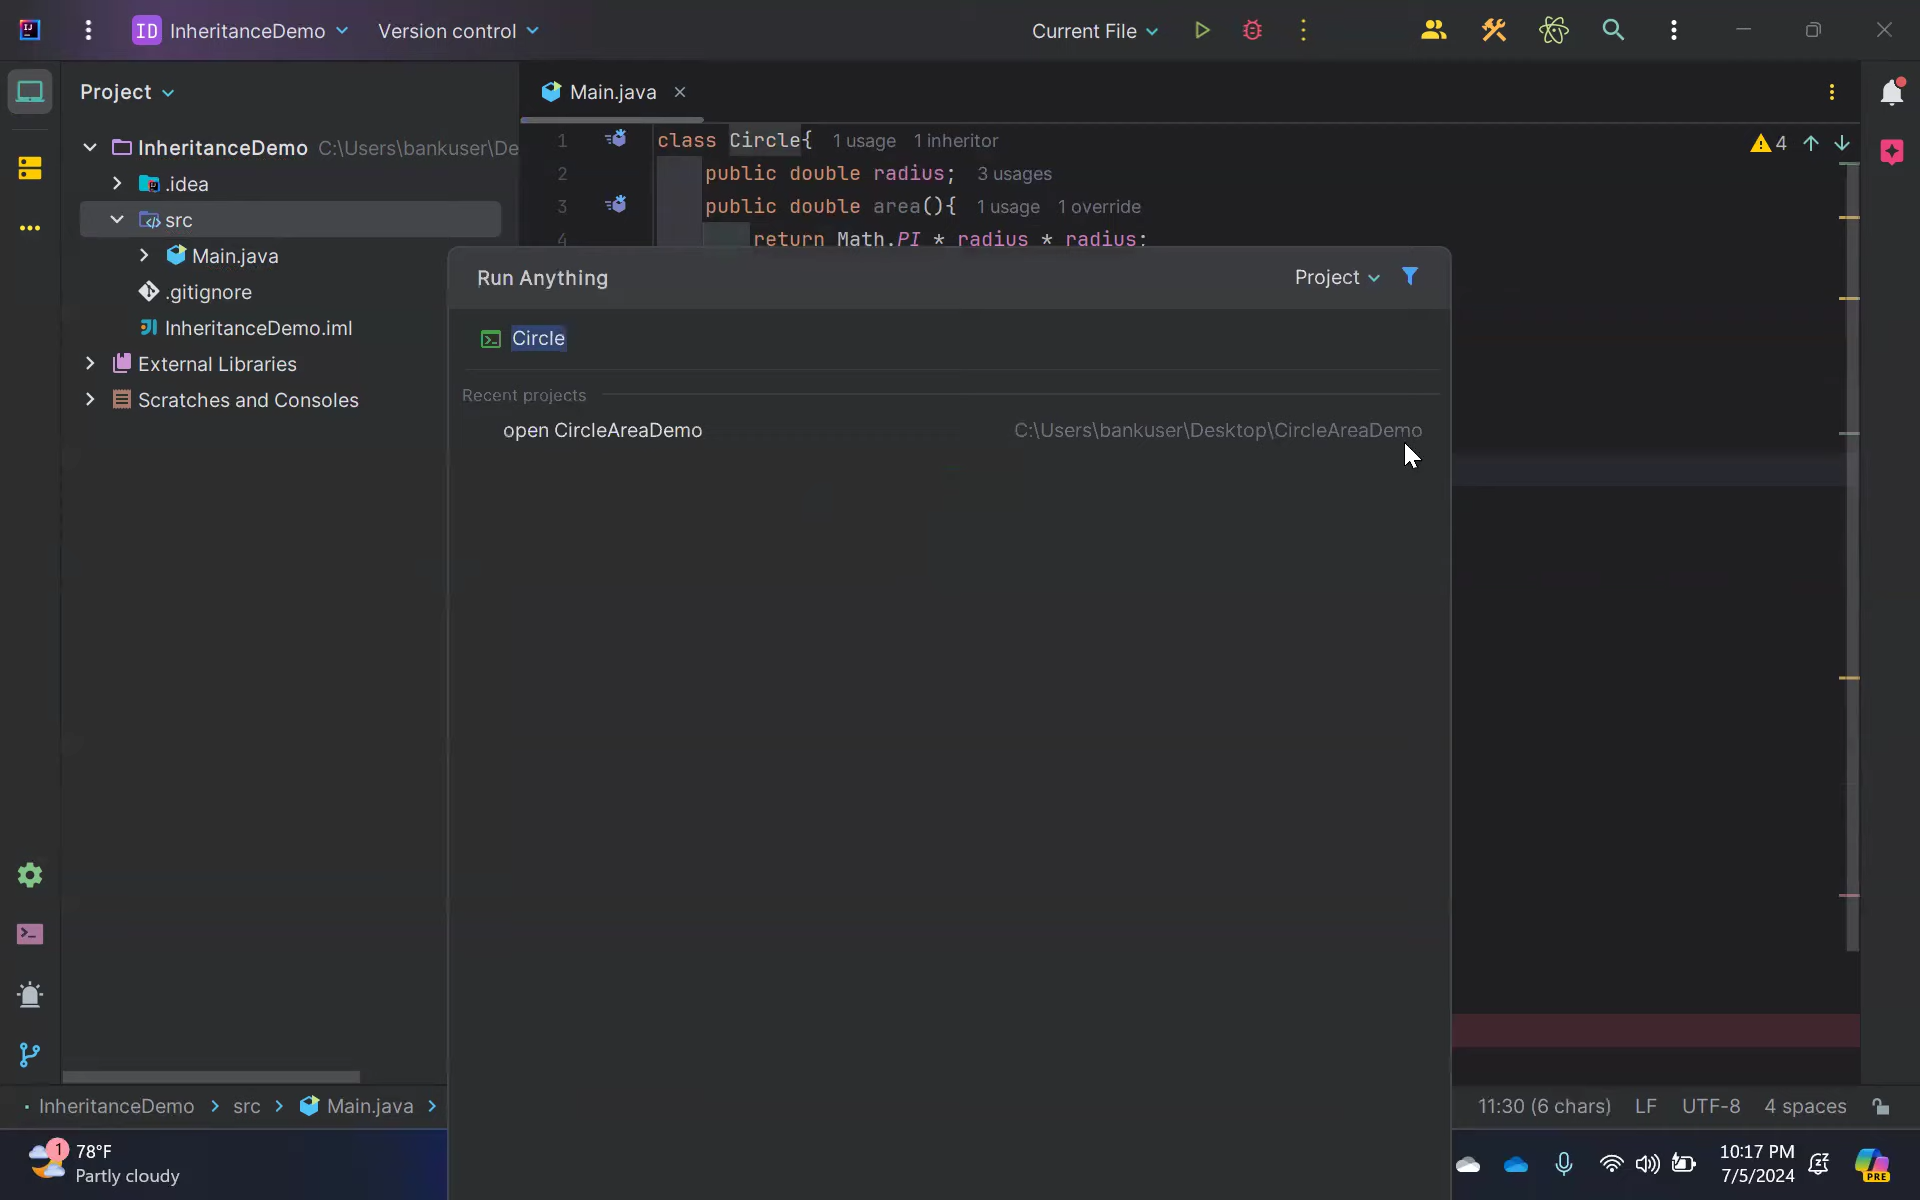 ID InheritanceDemo Version control Current File
Project
Main.java
InheritanceDemo C:\Users\bankuser\De
.idea
src
Main.java
.gitignore
InheritanceDemo.iml
External Libraries
Scratches and Consoles
1 class Circle{ 1 usage 1 inheritor
2 public double radius; 3 usages
3 public double area(){ 1 usage 1 override
4 return Math.PI * radius * radius;
4
Run Anything Project
Circle
Recent projects
open CircleAreaDemo C:\Users\bankuser\Desktop\CircleAreaDemo
InheritanceDemo src Main.java
11:30 (6 chars) LF UTF-8 4 spaces
1 78°F
Partly cloudy
10:17 PM
7/5/2024
PRE